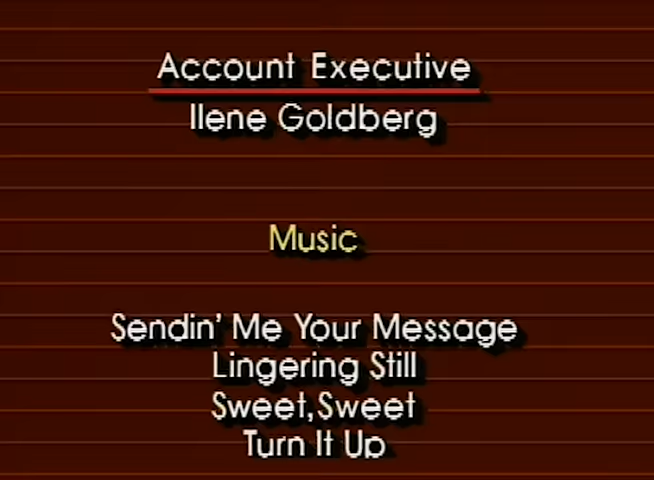 Account Executive
Ilene Goldberg
Music
Sendin' Me Your Message
Lingering Still
Sweet,Sweet
Turn It Up